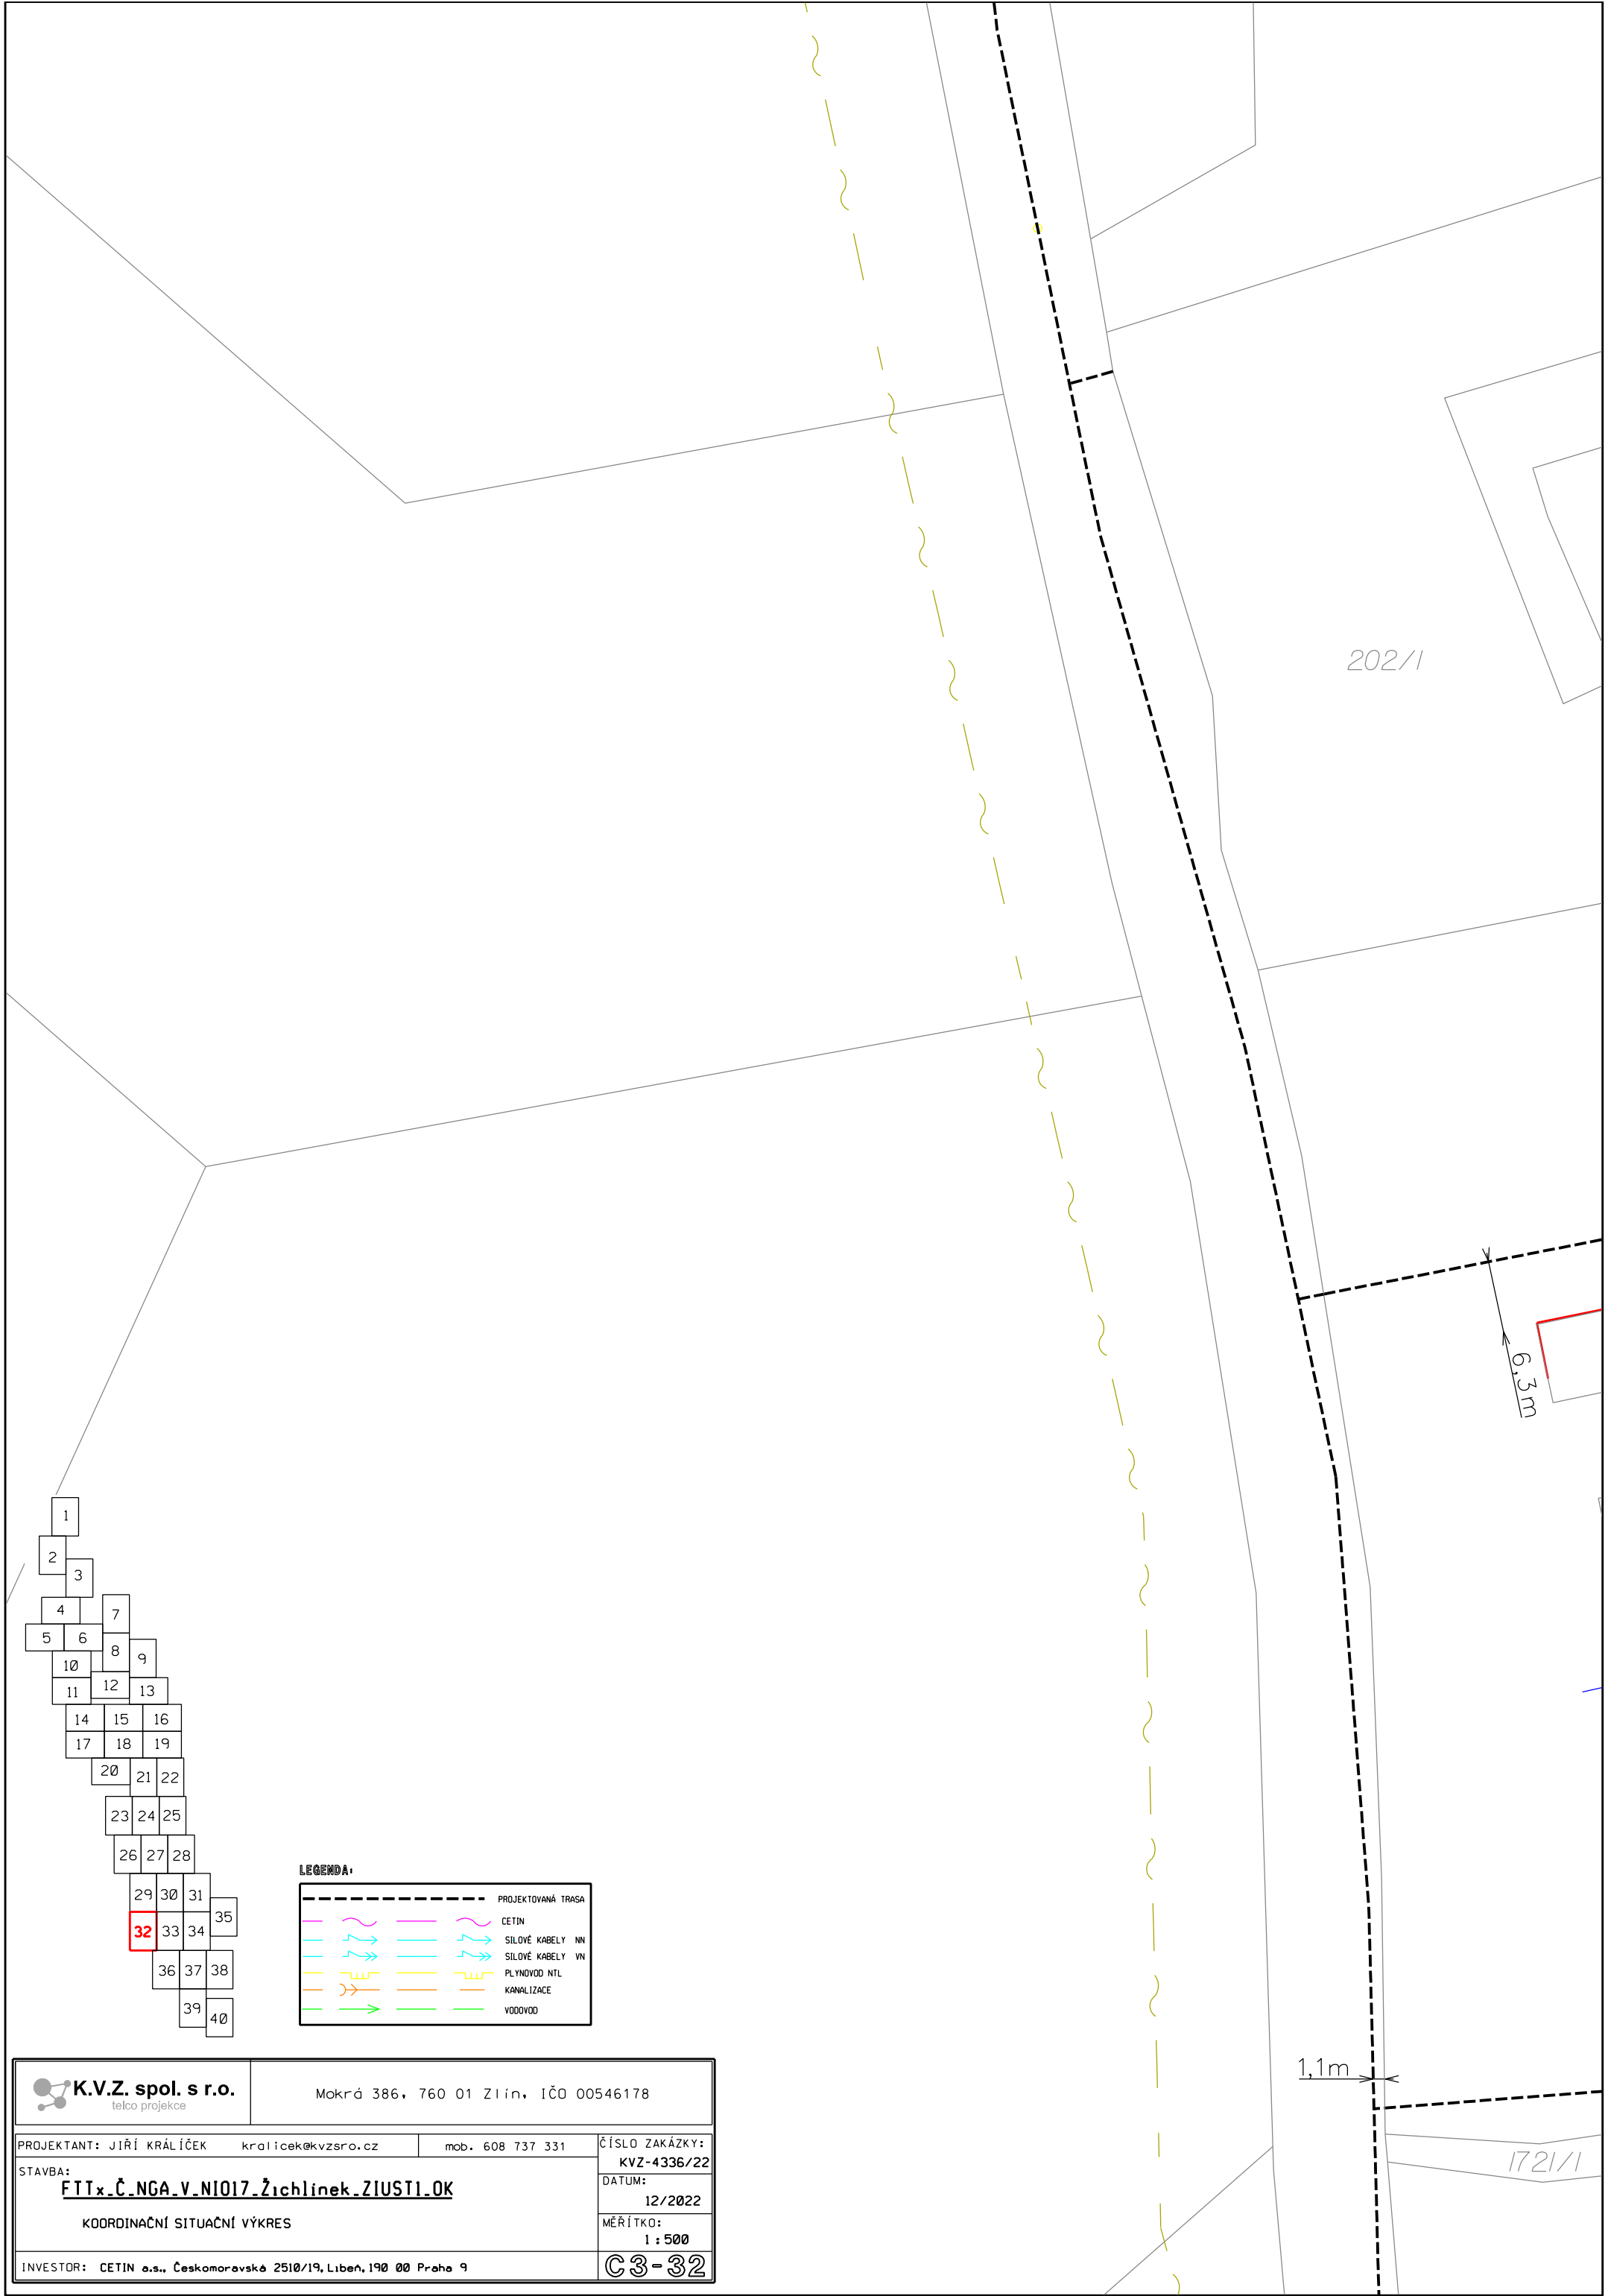 202/1
6,3m
1
2
3
4
7
5 6
8
9
10
12
11
13
14 15 16
17 18 19
20
21 22
23 24 25
26 27 28
29 30 31
35
32 33 34
36 37 38
39
40
LEGENDA:
PROJEKTOVANÁ TRASA
CETIN
SILOVÉ KABELY NN
SILOVÉ KABELY VN
PLYNOVOD NTL
KANALIZACE
VODOVOD
1,1m
1721/1
K.V.Z. spol. s r.o.
telco projekce
Mokrá 386, 760 01 Zlín, IČO 00546178
PROJEKTANT: JIŘÍ KRÁLÍČEK kralicek@kvzsro.cz mob. 608 737 331
ČÍSLO ZAKÁZKY:
KVZ-4336/22
STAVBA:
FTTx_Č_NGA_V_NI017_Žichlínek_ZIUST1_OK
DATUM:
12/2022
KOORDINAČNÍ SITUAČNÍ VÝKRES
MĚŘÍTKO:
1:500
INVESTOR: CETIN a.s., Českomoravská 2510/19, Libeň, 190 00 Praha 9
C3-32